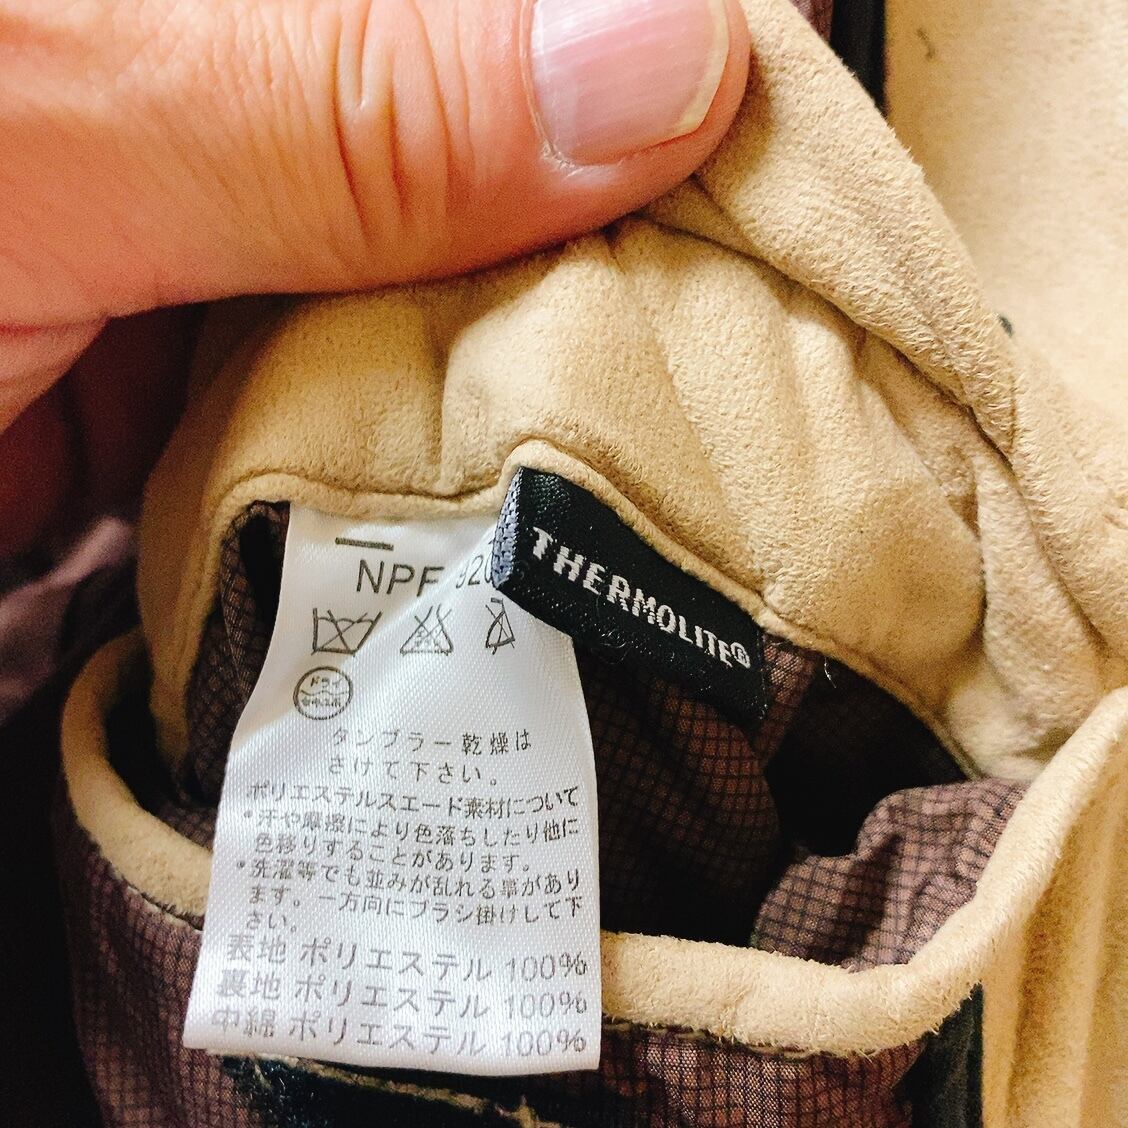 NPF
THERMOLITE®
ドライ
タンブラー乾燥は
さけて下さい。
ポリエステルスエード素材について
・汗や摩擦により色落ちしたり他に
色移りすることがあります。
・洗濯等でも並みが乱れる事があり
ます。一方向にブラシ掛けして下
さい。
表地 ポリエステル 100%
裏地 ポリエステル 100%
中綿 ポリエステル 100%